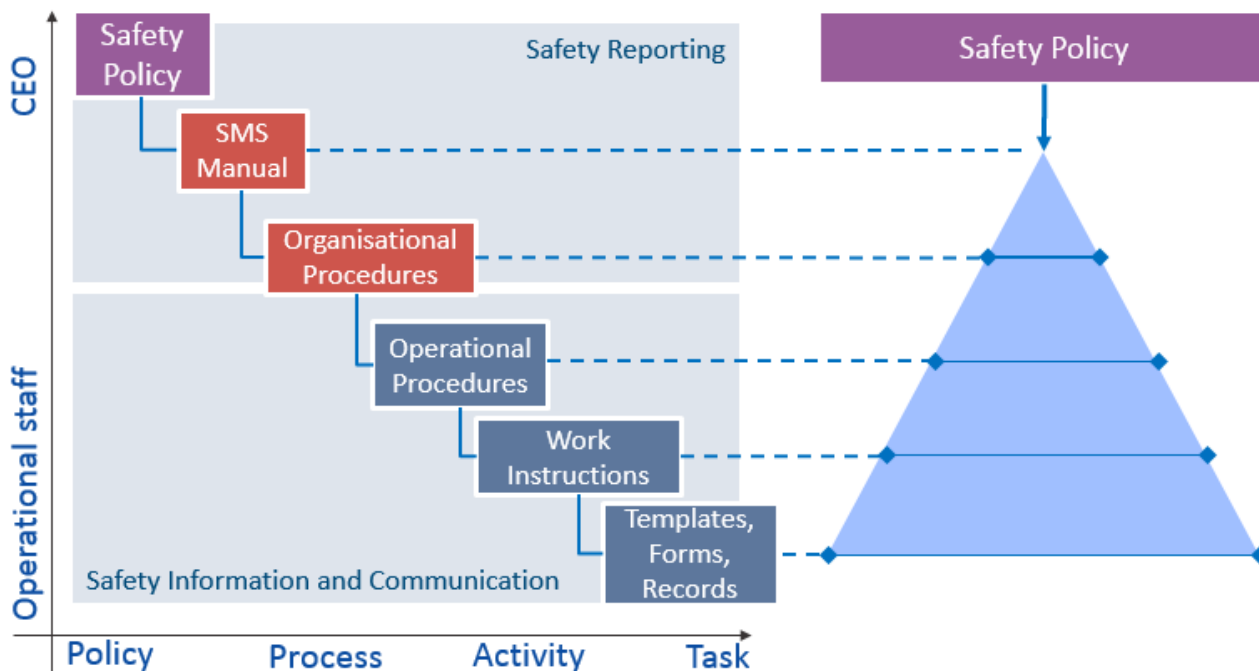 CEO
Operational staff
Safety
Policy
Safety Reporting
SMS
Manual
Organisational
Procedures
Operational
Procedures
Work
Instructions
Templates,
Forms,
Records
Safety Information and Communication
Policy
Process
Activity
Task
Safety Policy